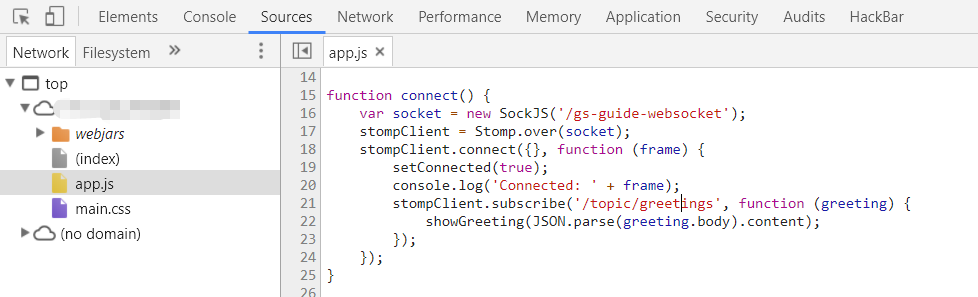 Elements Console Sources Network Performance Memory Application Security Audits HackBar
Network Filesystem »
app.js ×
top
webjars
(index)
app.js
main.css
(no domain)
14
15 function connect() {
16     var socket = new SockJS('/gs-guide-websocket');
17     stompClient = Stomp.over(socket);
18     stompClient.connect({}, function (frame) {
19         setConnected(true);
20         console.log('Connected: ' + frame);
21         stompClient.subscribe('/topic/greetings', function (greeting) {
22             showGreeting(JSON.parse(greeting.body).content);
23         });
24     });
25 }
26